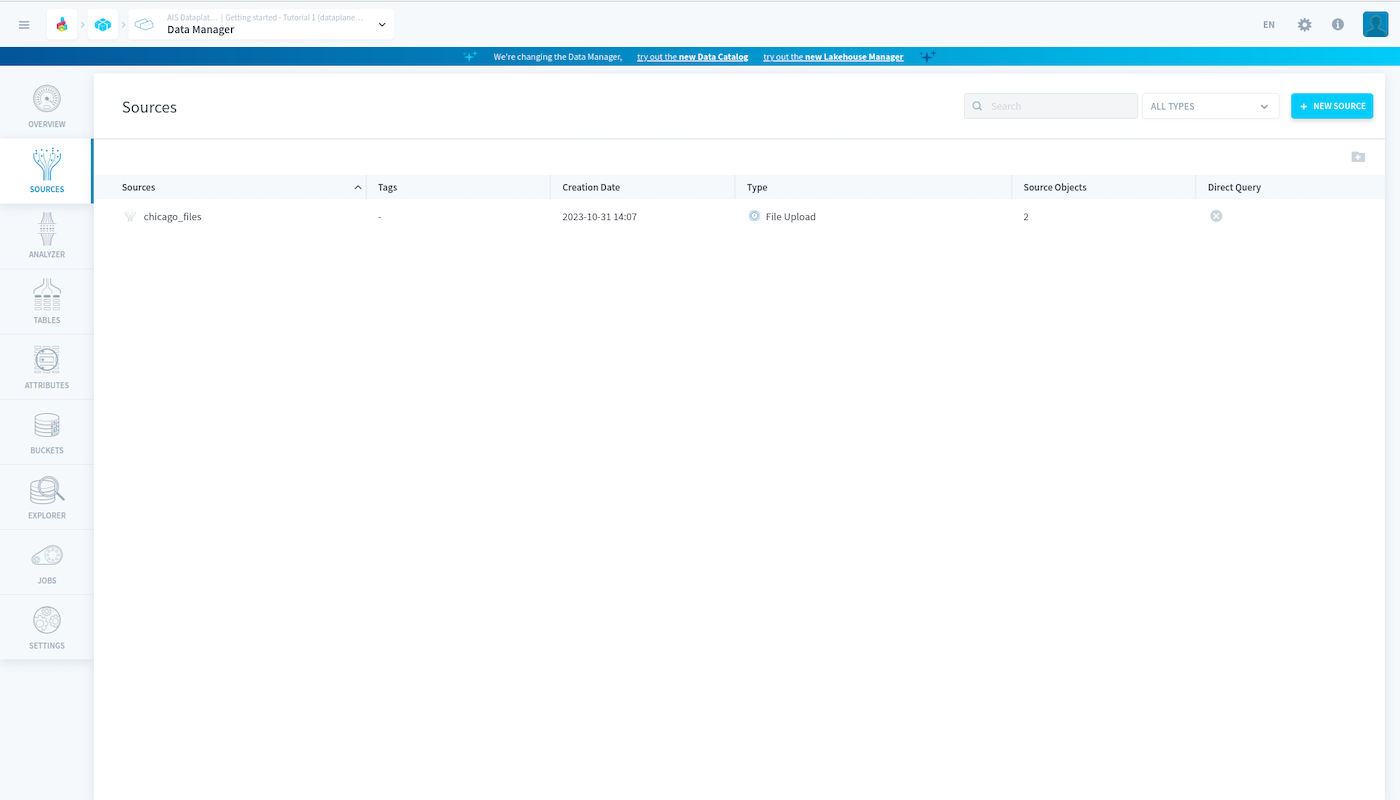 AIS Dataplat... | Getting started - Tutorial 1 (dataplane...
Data Manager
EN
We're changing the Data Manager, try out the new Data Catalog try out the new Lakehouse Manager
OVERVIEW
SOURCES
ANALYZER
TABLES
ATTRIBUTES
BUCKETS
EXPLORER
JOBS
SETTINGS
Sources
Search
ALL TYPES
+ NEW SOURCE
Sources Tags Creation Date Type Source Objects Direct Query
chicago_files - 2023-10-31 14:07 File Upload 2